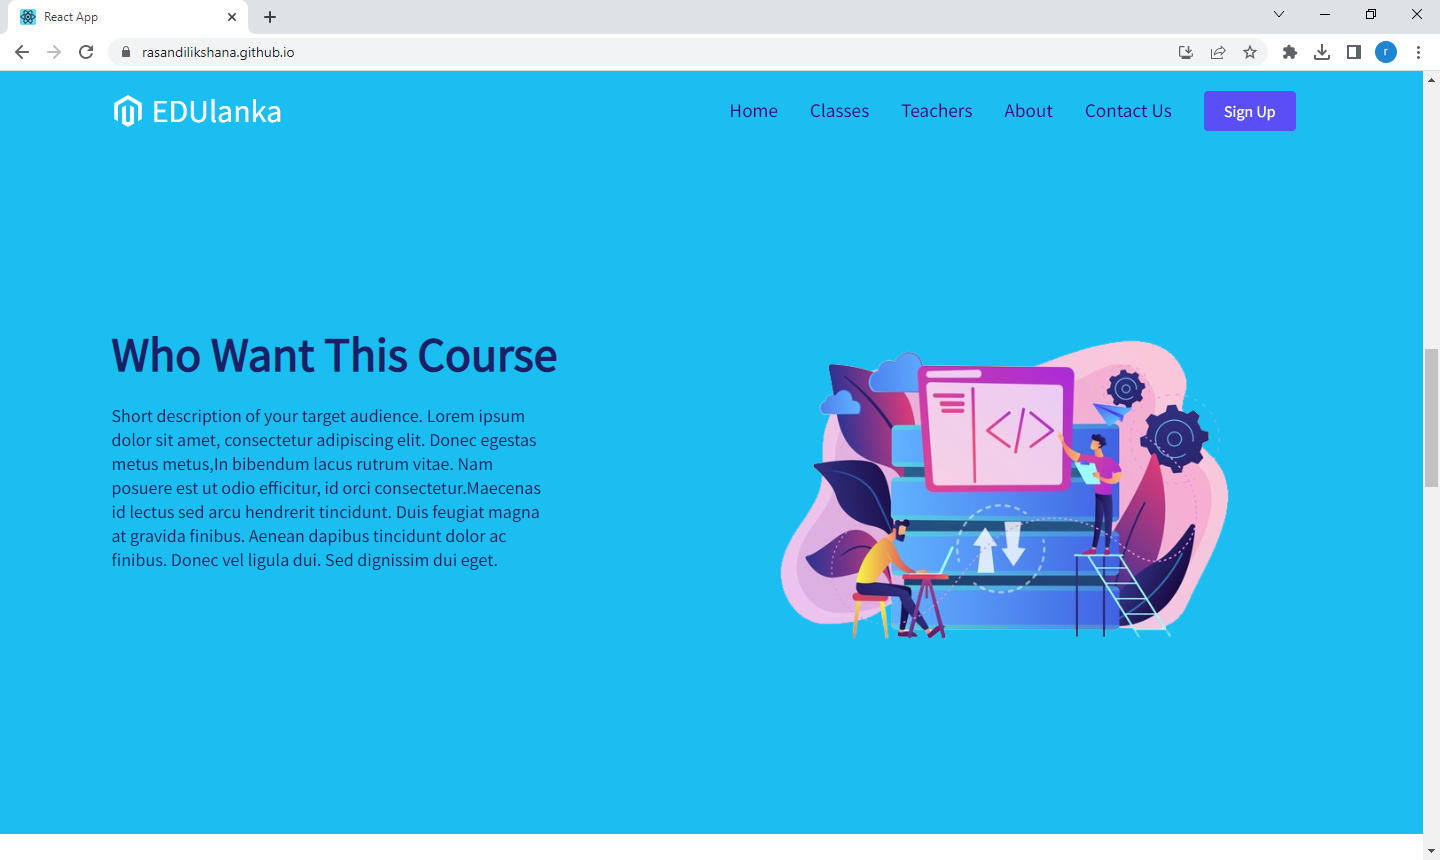 React App
rasandilikshana.github.io
r
EDUlanka
Home Classes Teachers About Contact Us Sign Up
Who Want This Course
Short description of your target audience. Lorem ipsum
dolor sit amet, consectetur adipiscing elit. Donec egestas
metus metus,In bibendum lacus rutrum vitae. Nam
posuere est ut odio efficitur, id orci consectetur.Maecenas
id lectus sed arcu hendrerit tincidunt. Duis feugiat magna
at gravida finibus. Aenean dapibus tincidunt dolor ac
finibus. Donec vel ligula dui. Sed dignissim dui eget.